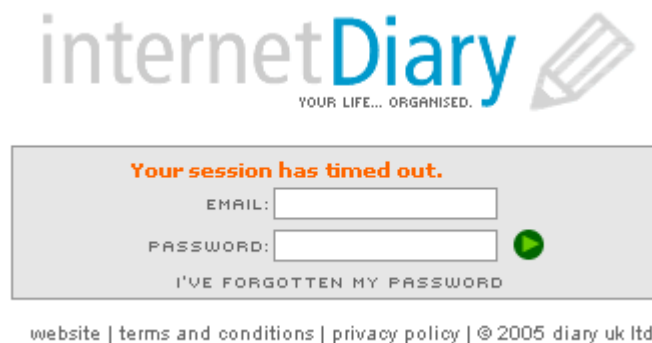 internetDiary
YOUR LIFE... ORGANISED.
Your session has timed out.
EMAIL:
PASSWORD:
I'VE FORGOTTEN MY PASSWORD
website | terms and conditions | privacy policy | © 2005 diary uk ltd